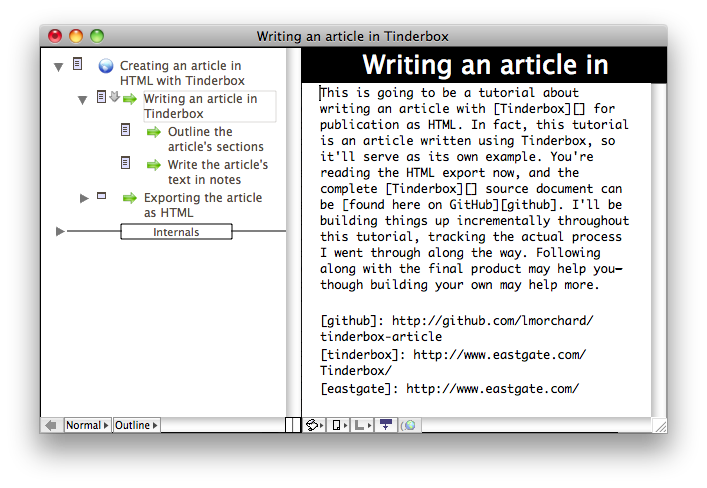 Writing an article in Tinderbox
Creating an article in
HTML with Tinderbox
Writing an article in
Tinderbox
Outline the
article's sections
Write the article's
text in notes
Exporting the article
as HTML
Internals
Normal
Outline
Writing an article in
This is going to be a tutorial about
writing an article with [Tinderbox][] for
publication as HTML. In fact, this tutorial
is an article written using Tinderbox, so
it'll serve as its own example. You're
reading the HTML export now, and the
complete [Tinderbox][] source document can
be [found here on GitHub][github]. I'll be
building things up incrementally throughout
this tutorial, tracking the actual process
I went through along the way. Following
along with the final product may help you—
though building your own may help more.
[github]: http://github.com/lmorchard/
tinderbox-article
[tinderbox]: http://www.eastgate.com/
Tinderbox/
[eastgate]: http://www.eastgate.com/